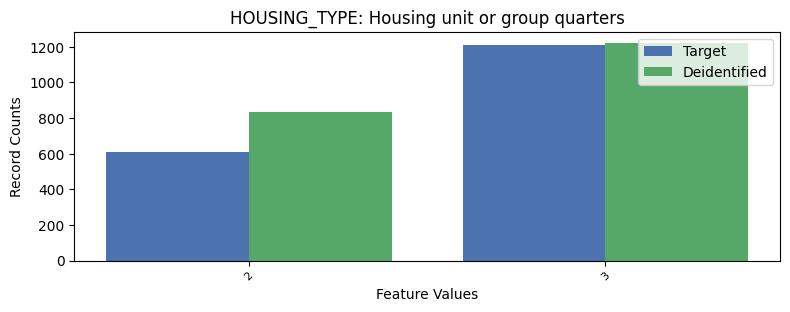 HOUSING_TYPE: Housing unit or group quarters
Target
Deidentified
Record Counts
1200
1000
800
600
400
200
0
2
3
Feature Values